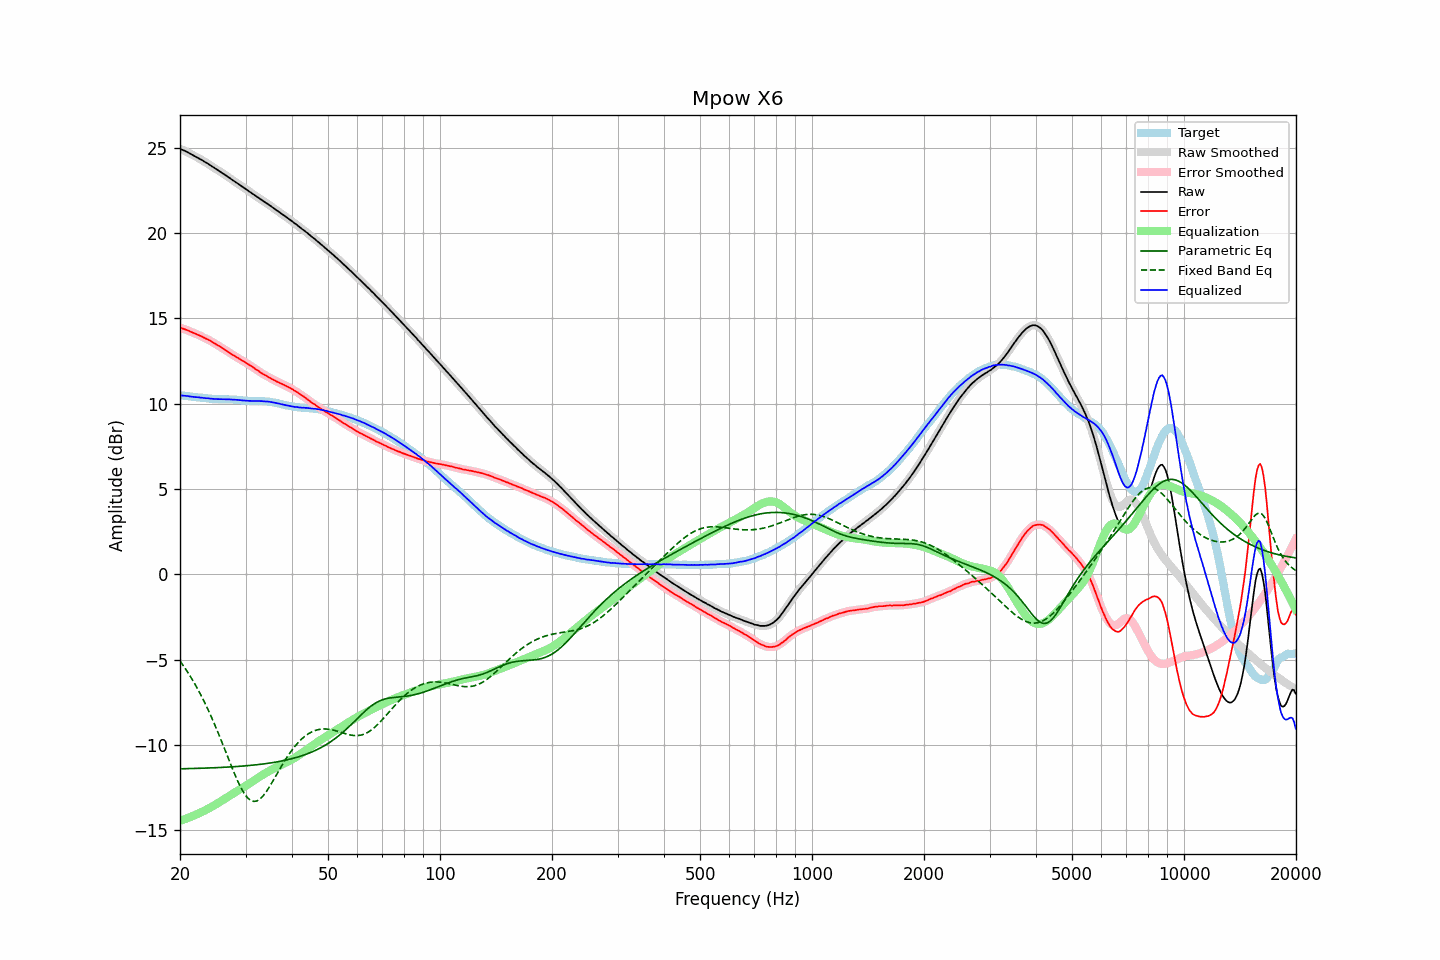 Mpow X6
Amplitude (dBr)
25
20
15
10
5
0
−5
−10
−15
20
50
100
200
500
1000
2000
5000
10000
20000
Frequency (Hz)
Target
Raw Smoothed
Error Smoothed
Raw
Error
Equalization
Parametric Eq
Fixed Band Eq
Equalized